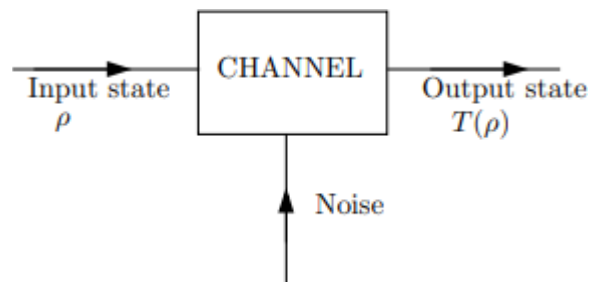 CHANNEL
Input state
ρ
Output state
T(ρ)
Noise